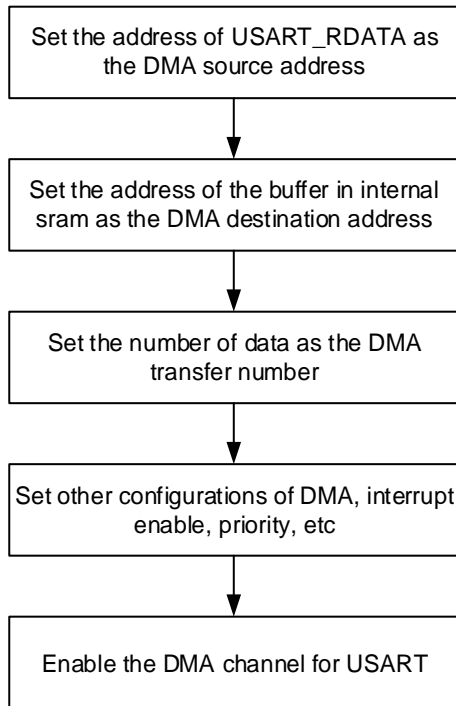 Set the address of USART_RDATA as
the DMA source address
Set the address of the buffer in internal
sram as the DMA destination address
Set the number of data as the DMA
transfer number
Set other configurations of DMA, interrupt
enable, priority, etc
Enable the DMA channel for USART